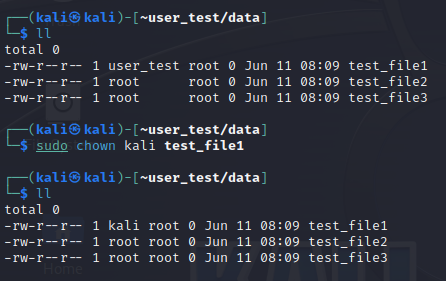 ┌──(kali㉿kali)-[~user_test/data]
└─$ ll
total 0
-rw-r--r-- 1 user_test root 0 Jun 11 08:09 test_file1
-rw-r--r-- 1 root      root 0 Jun 11 08:09 test_file2
-rw-r--r-- 1 root      root 0 Jun 11 08:09 test_file3
┌──(kali㉿kali)-[~user_test/data]
└─$ sudo chown kali test_file1
┌──(kali㉿kali)-[~user_test/data]
└─$ ll
total 0
-rw-r--r-- 1 kali root 0 Jun 11 08:09 test_file1
-rw-r--r-- 1 root root 0 Jun 11 08:09 test_file2
-rw-r--r-- 1 root root 0 Jun 11 08:09 test_file3
Home